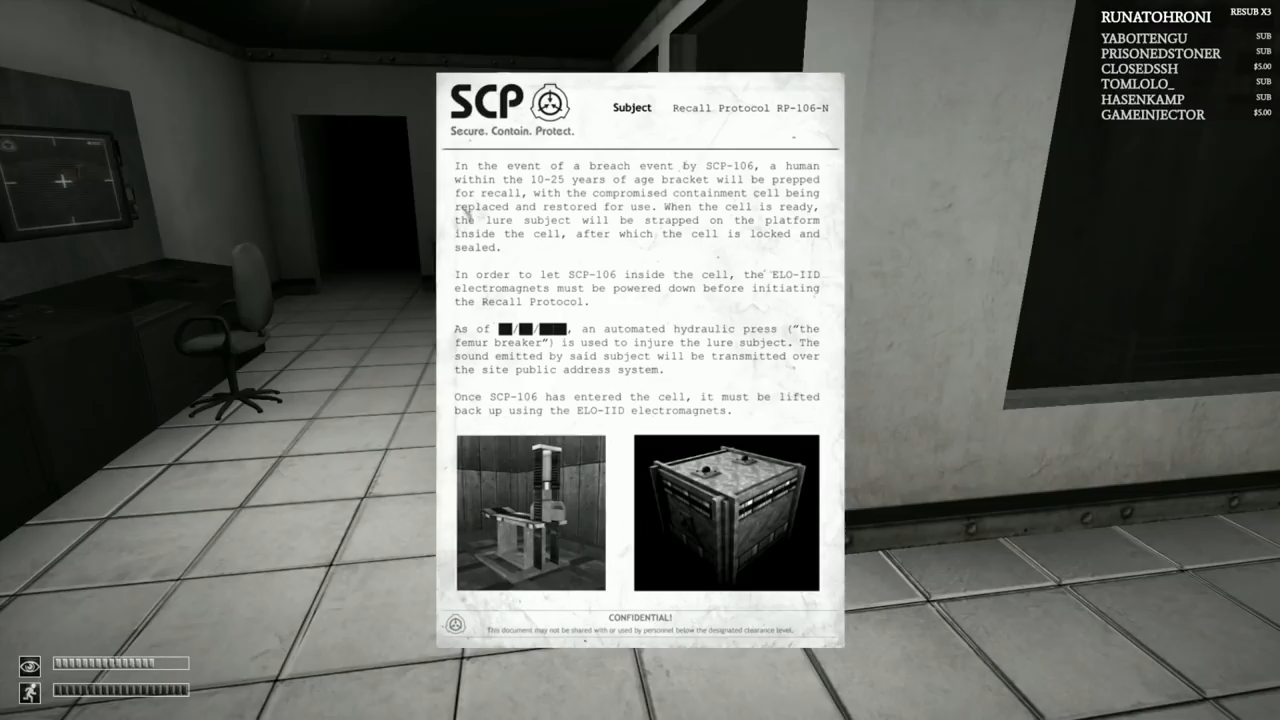 RUNATOHRONI RESUB X3
YABOITENGU SUB
PRISONEDSTONER SUB
CLOSEDSSH $5.00
TOMLOLO_ SUB
HASENKAMP SUB
GAMEINJECTOR $5.00
SCP
Secure. Contain. Protect.
Subject Recall Protocol RP-106-N
In the event of a breach event by SCP-106, a human
within the 10-25 years of age bracket will be prepped
for recall, with the compromised containment cell being
replaced and restored for use. When the cell is ready,
the lure subject will be strapped on the platform
inside the cell, after which the cell is locked and
sealed.
In order to let SCP-106 inside the cell, the ELO-IID
electromagnets must be powered down before initiating
the Recall Protocol.
As of ██/██/████, an automated hydraulic press ("the
femur breaker") is used to injure the lure subject. The
sound emitted by said subject will be transmitted over
the site public address system.
Once SCP-106 has entered the cell, it must be lifted
back up using the ELO-IID electromagnets.
CONFIDENTIAL!
This document may not be shared with or used by personnel below the designated clearance level.